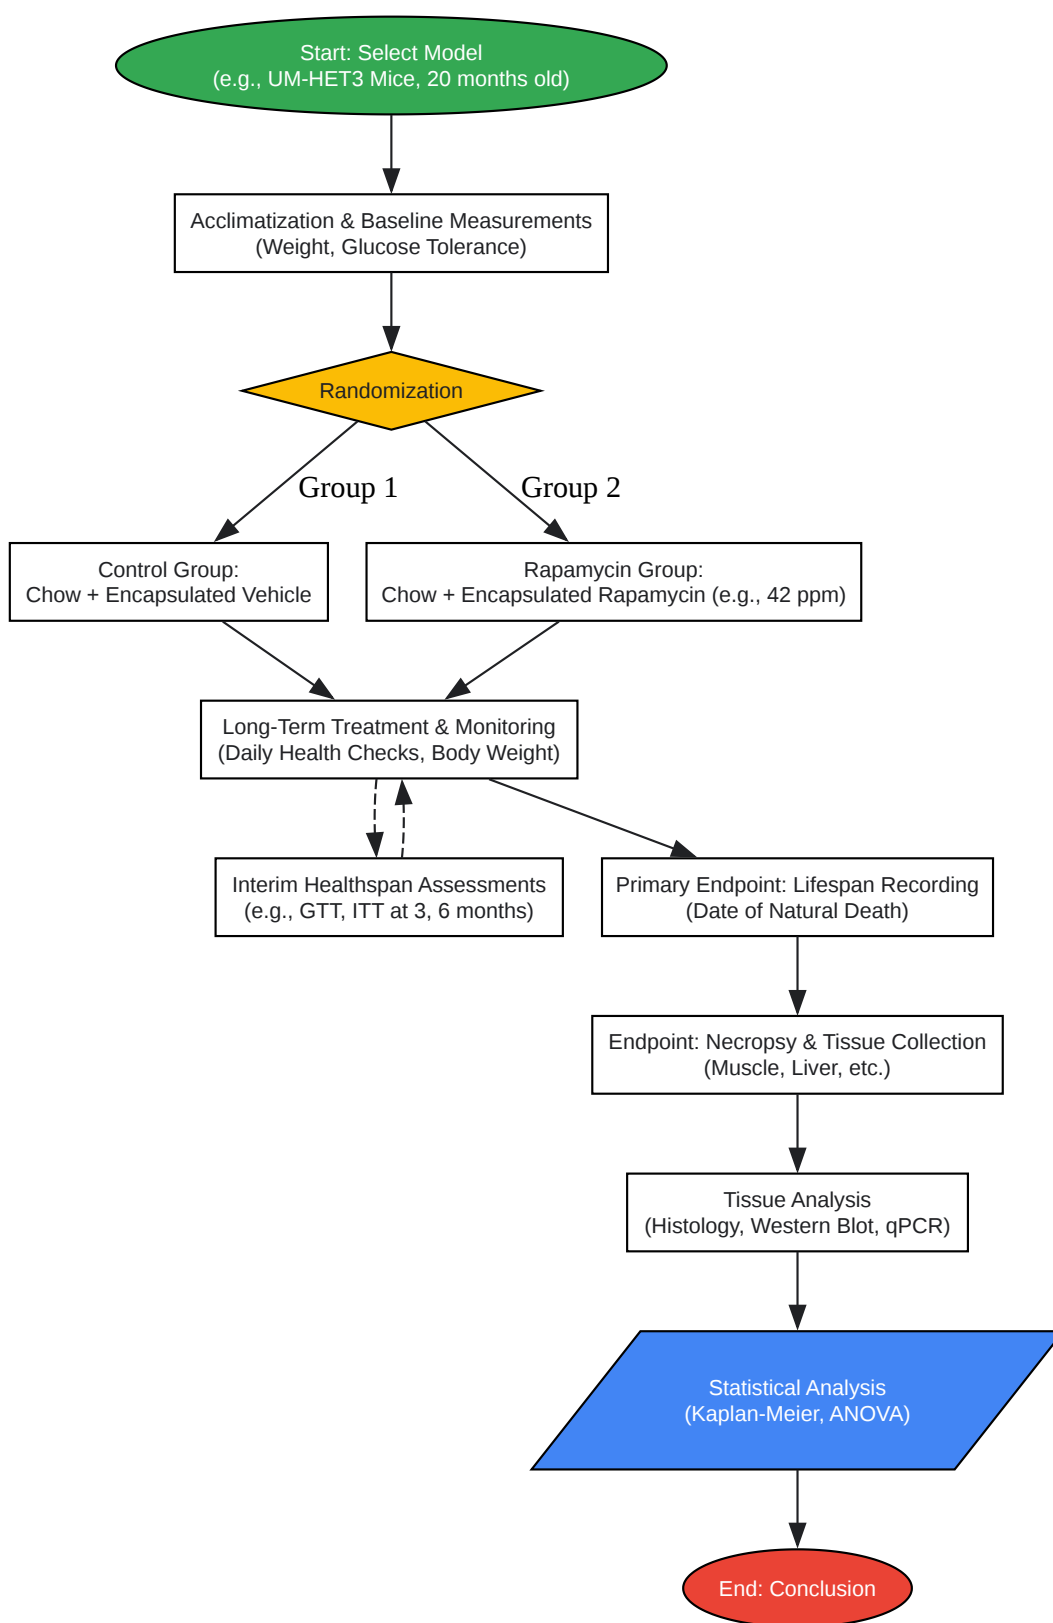 Start: Select Model
(e.g., UM-HET3 Mice, 20 months old)
Acclimatization & Baseline Measurements
(Weight, Glucose Tolerance)
Randomization
Group 1
Group 2
Control Group:
Chow + Encapsulated Vehicle
Rapamycin Group:
Chow + Encapsulated Rapamycin (e.g., 42 ppm)
Long-Term Treatment & Monitoring
(Daily Health Checks, Body Weight)
Interim Healthspan Assessments
(e.g., GTT, ITT at 3, 6 months)
Primary Endpoint: Lifespan Recording
(Date of Natural Death)
Endpoint: Necropsy & Tissue Collection
(Muscle, Liver, etc.)
Tissue Analysis
(Histology, Western Blot, qPCR)
Statistical Analysis
(Kaplan-Meier, ANOVA)
End: Conclusion